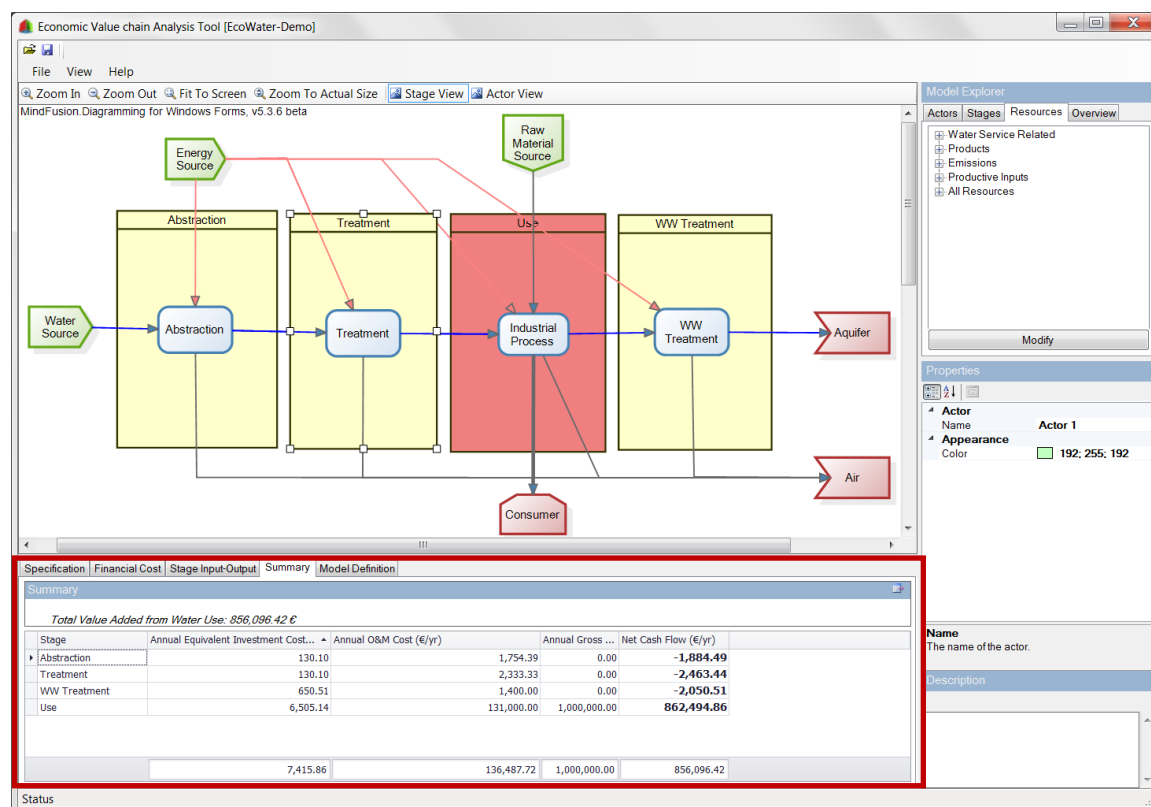 Economic Value chain Analysis Tool [EcoWater-Demo]
File View Help
Zoom In Zoom Out Fit To Screen Zoom To Actual Size Stage View Actor View
MindFusion.Diagramming for Windows Forms, v5.3.6 beta
Energy
Source
Raw
Material
Source
Abstraction
Treatment
Use
WW Treatment
Water
Source
Abstraction
Treatment
Industrial
Process
WW
Treatment
Aquifer
Air
Consumer
Model Explorer
Actors Stages Resources Overview
Water Service Related
Products
Emissions
Productive Inputs
All Resources
Modify
Properties
Actor
Name Actor 1
Appearance
Color 192; 255; 192
Name
The name of the actor.
Description
Specification Financial Cost Stage Input-Output Summary Model Definition
Summary
Total Value Added from Water Use: 856,096.42 €
Stage Annual Equivalent Investment Cost... Annual O&M Cost (€/yr) Annual Gross ... Net Cash Flow (€/yr)
Abstraction 130.10 1,754.39 0.00 -1,884.49
Treatment 130.10 2,333.33 0.00 -2,463.44
WW Treatment 650.51 1,400.00 0.00 -2,050.51
Use 6,505.14 131,000.00 1,000,000.00 862,494.86
7,415.86 136,487.72 1,000,000.00 856,096.42
Status